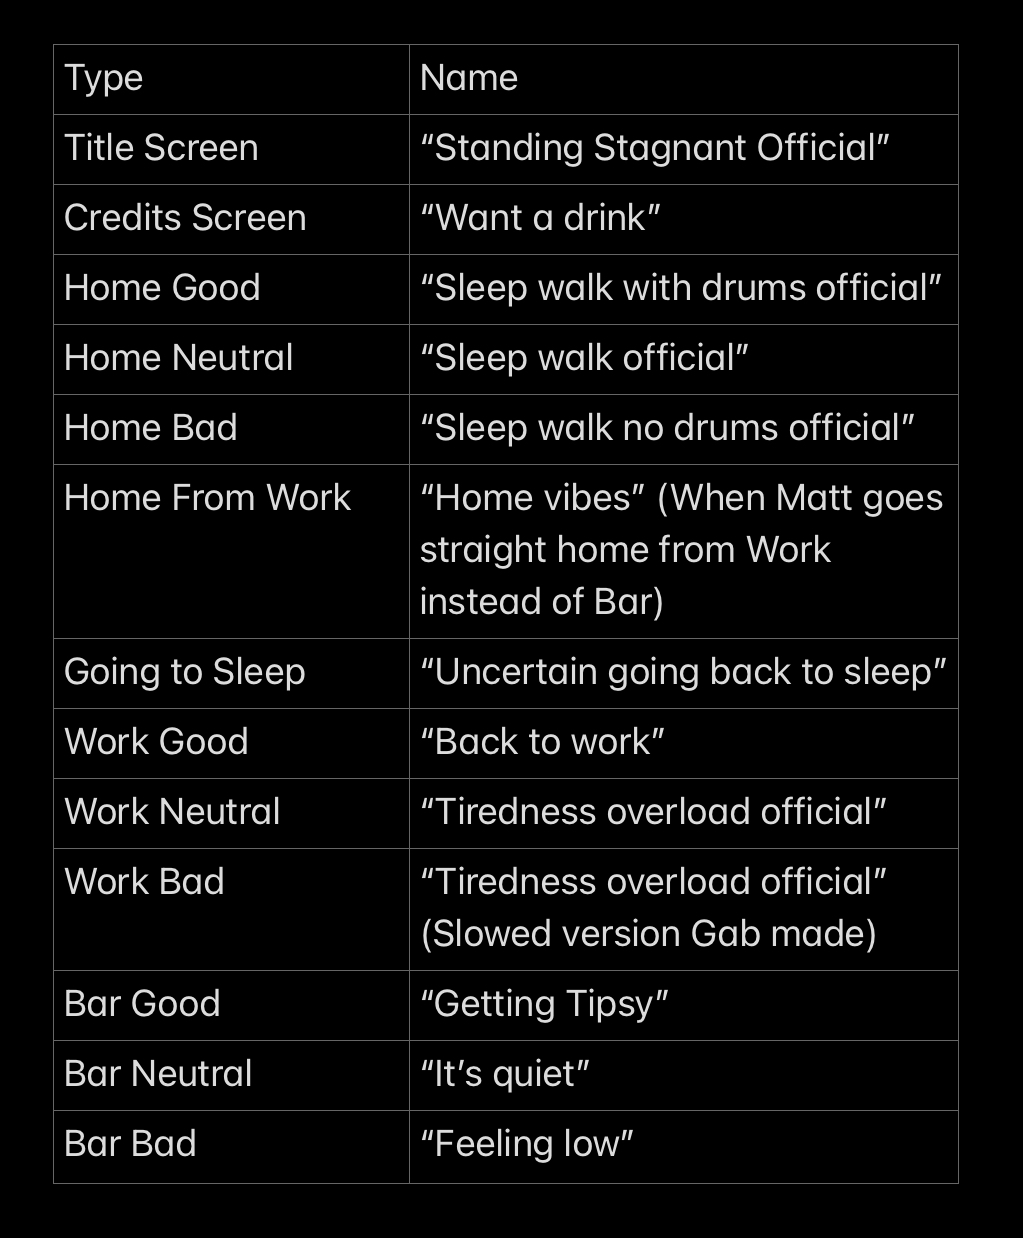 Type Name
Title Screen “Standing Stagnant Official”
Credits Screen “Want a drink”
Home Good “Sleep walk with drums official”
Home Neutral “Sleep walk official”
Home Bad “Sleep walk no drums official”
Home From Work “Home vibes” (When Matt goes
straight home from Work
instead of Bar)
Going to Sleep “Uncertain going back to sleep”
Work Good “Back to work”
Work Neutral “Tiredness overload official”
Work Bad “Tiredness overload official”
(Slowed version Gab made)
Bar Good “Getting Tipsy”
Bar Neutral “It’s quiet”
Bar Bad “Feeling low”